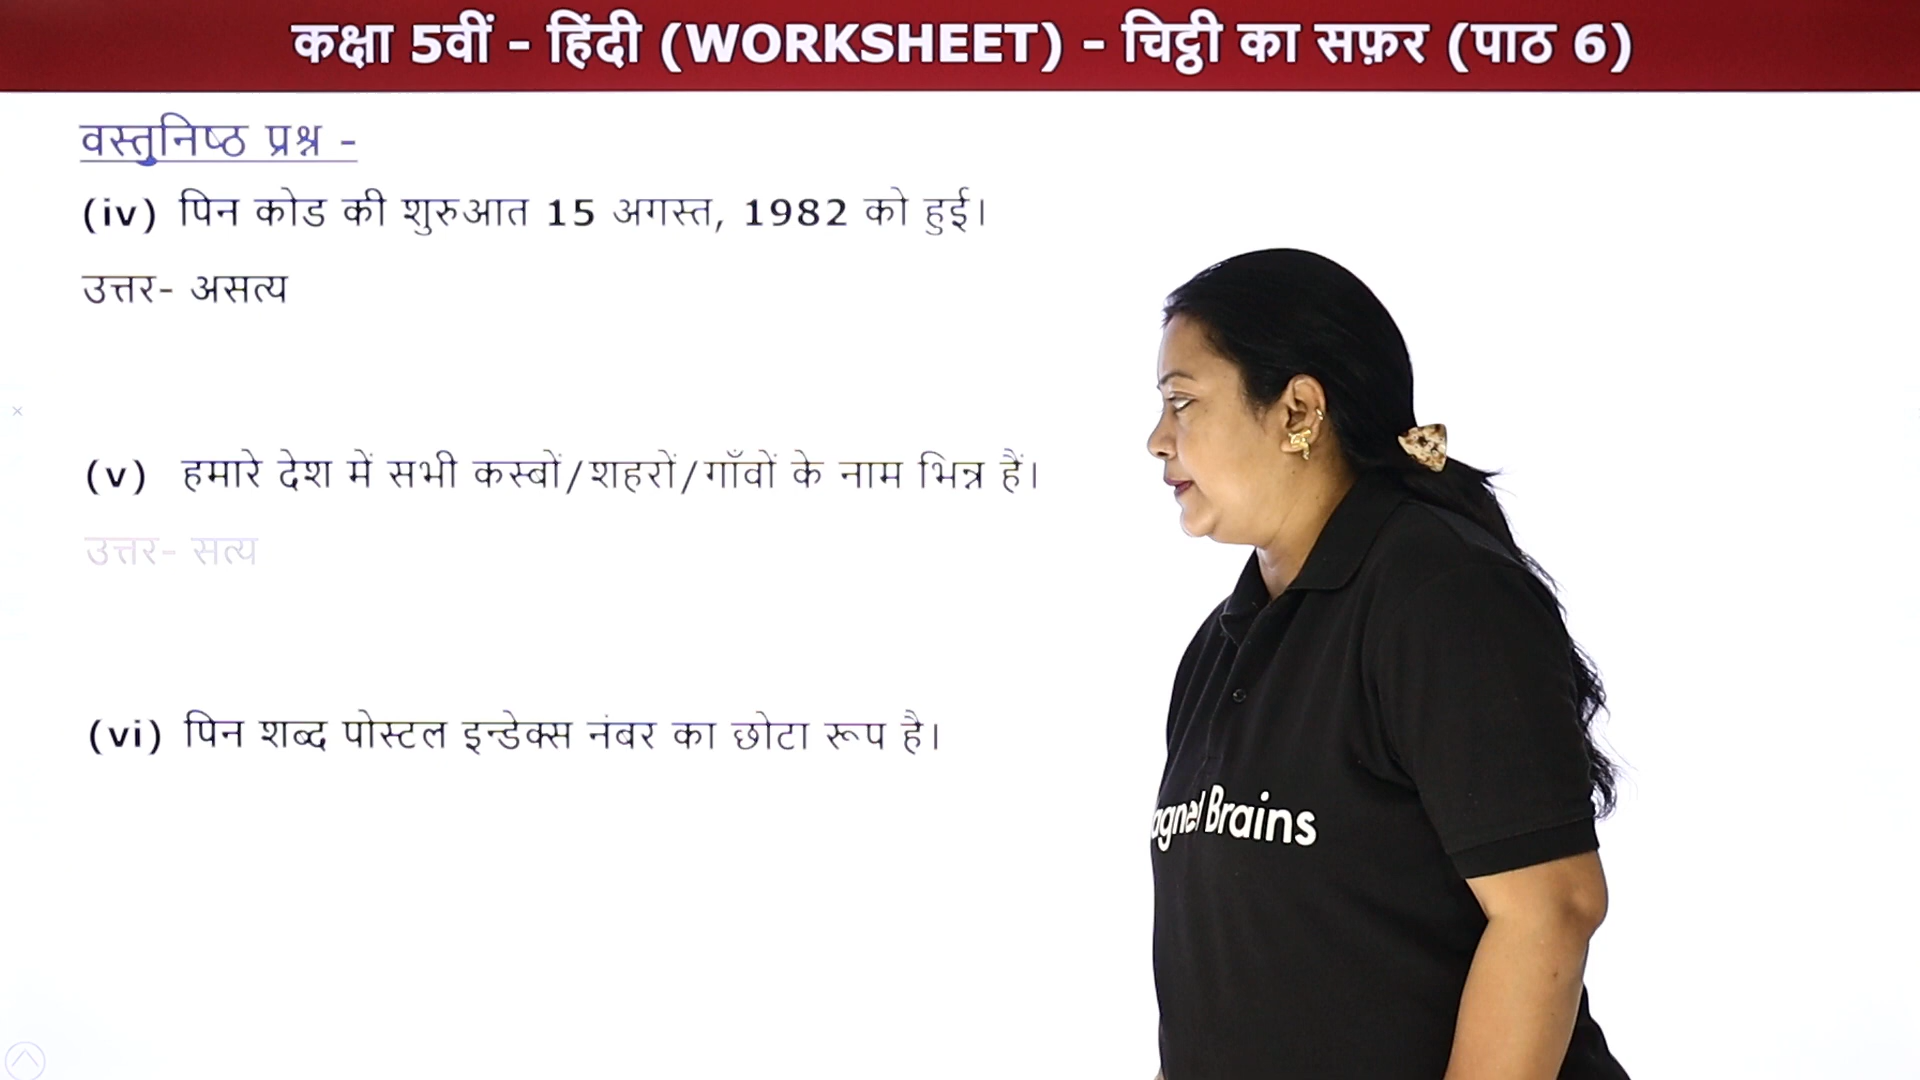 कक्षा 5वीं - हिंदी (WORKSHEET) - चिट्ठी का सफ़र (पाठ 6)
वस्तुनिष्ठ प्रश्न -
(iv) पिन कोड की शुरुआत 15 अगस्त, 1982 को हुई।
उत्तर- असत्य
(v) हमारे देश में सभी कस्बों/शहरों/गाँवों के नाम भिन्न हैं।
उत्तर- सत्य
(vi) पिन शब्द पोस्टल इन्डेक्स नंबर का छोटा रूप है।
Brains